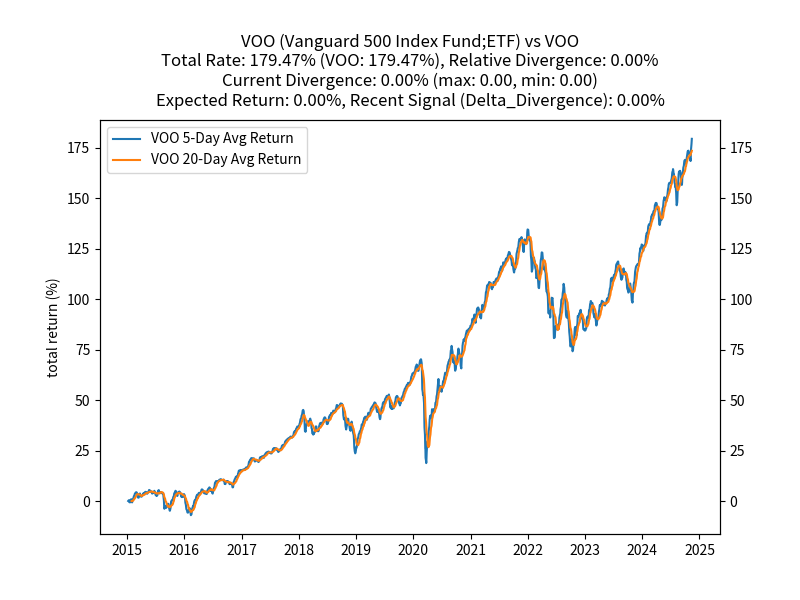 VOO (Vanguard 500 Index Fund;ETF) vs VOO
Total Rate: 179.47% (VOO: 179.47%), Relative Divergence: 0.00%
Current Divergence: 0.00% (max: 0.00, min: 0.00)
Expected Return: 0.00%, Recent Signal (Delta_Divergence): 0.00%
VOO 5-Day Avg Return
VOO 20-Day Avg Return
total return (%)
175
150
125
100
75
50
25
0
175
150
125
100
75
50
25
0
2015 2016 2017 2018 2019 2020 2021 2022 2023 2024 2025